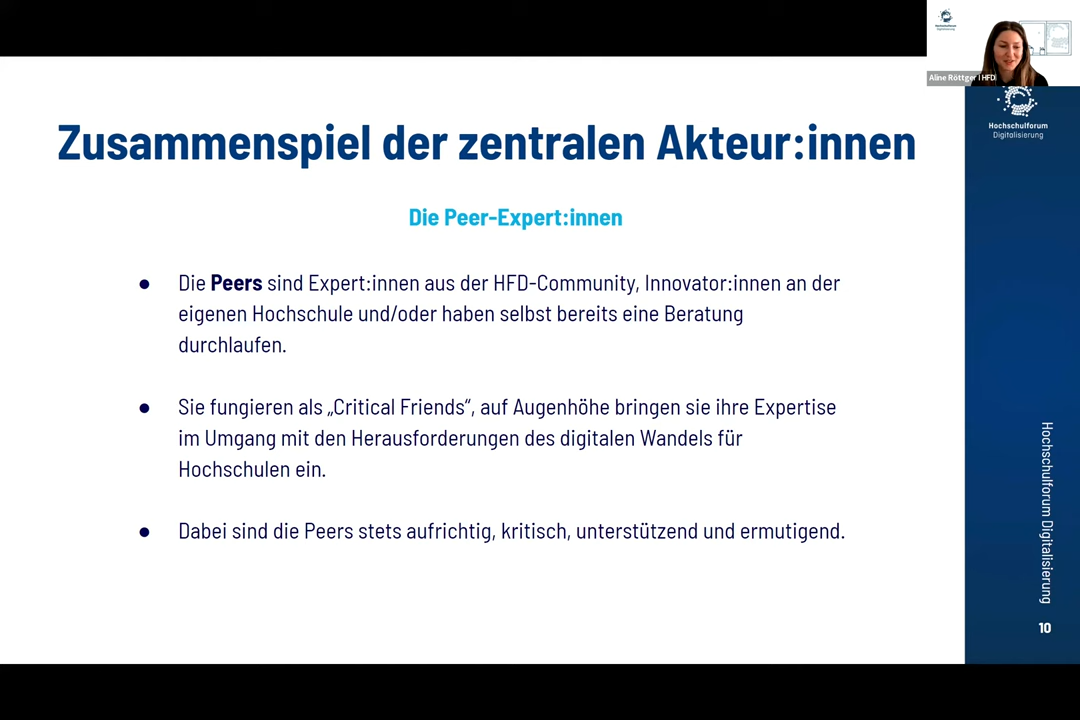 Zusammenspiel der zentralen Akteur:innen
Die Peer-Expert:innen
● Die Peers sind Expert:innen aus der HFD-Community, Innovator:innen an der
eigenen Hochschule und/oder haben selbst bereits eine Beratung
durchlaufen.
● Sie fungieren als „Critical Friends“, auf Augenhöhe bringen sie ihre Expertise
im Umgang mit den Herausforderungen des digitalen Wandels für
Hochschulen ein.
● Dabei sind die Peers stets aufrichtig, kritisch, unterstützend und ermutigend.
Hochschulforum
Digitalisierung
Aline Röttger | HFD
Hochschulforum
Digitalisierung
Hochschulforum Digitalisierung
10